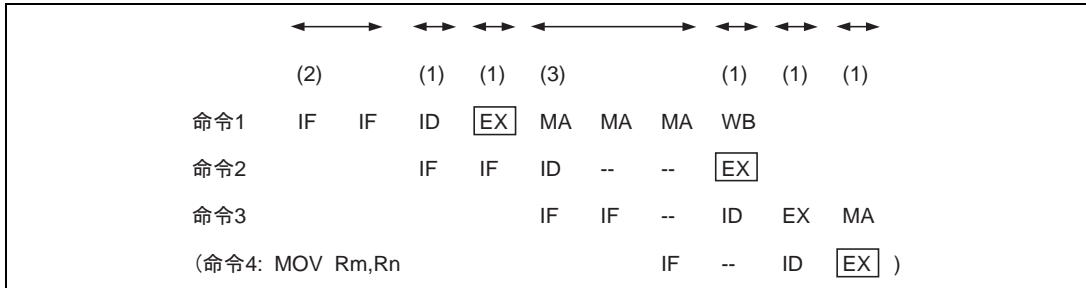 (2) (1) (1) (3) (1) (1) (1)
命令1 IF IF ID EX MA MA MA WB
命令2 IF IF ID -- -- EX
命令3 IF IF -- ID EX MA
(命令4: MOV Rm,Rn IF -- ID EX )